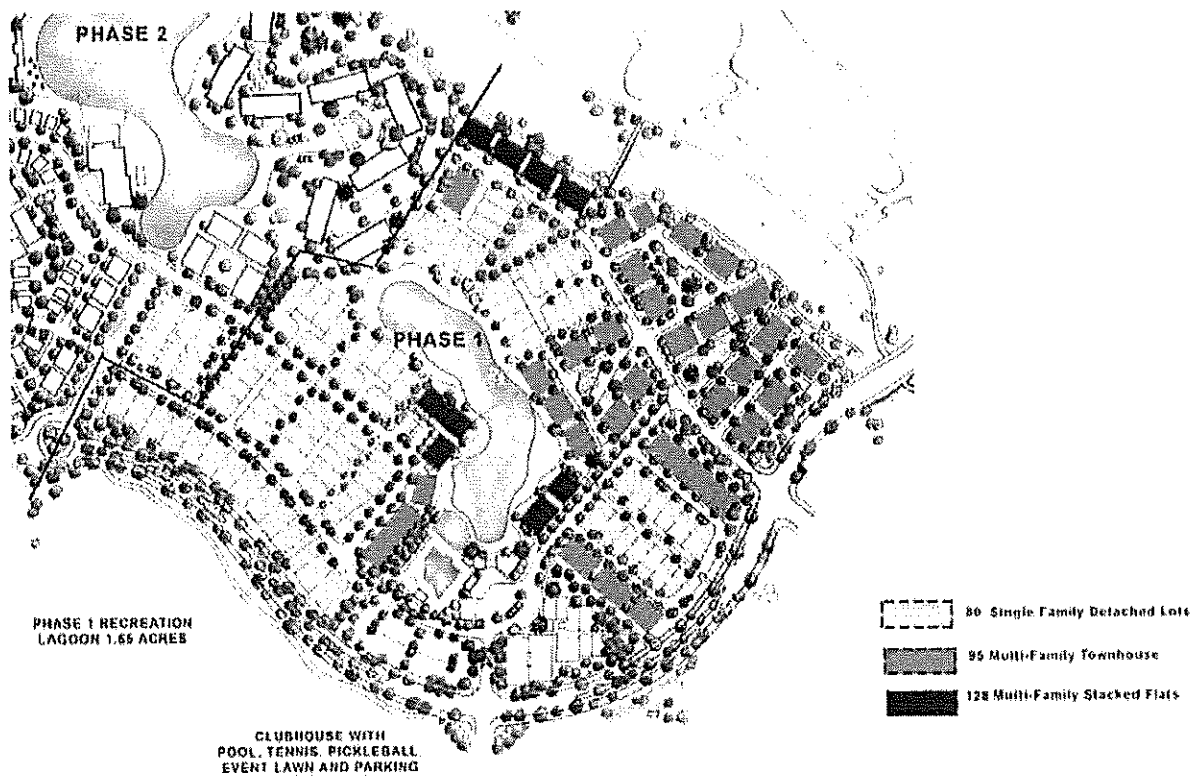 PHASE 2
PHASE 1
PHASE 1 RECREATION
LAGOON 1.65 ACRES
CLUBHOUSE WITH
POOL, TENNIS, PICKLEBALL
EVENT LAWN AND PARKING
80 Single Family Detached Lots
95 Multi-Family Townhouse
128 Multi-Family Stacked Flats